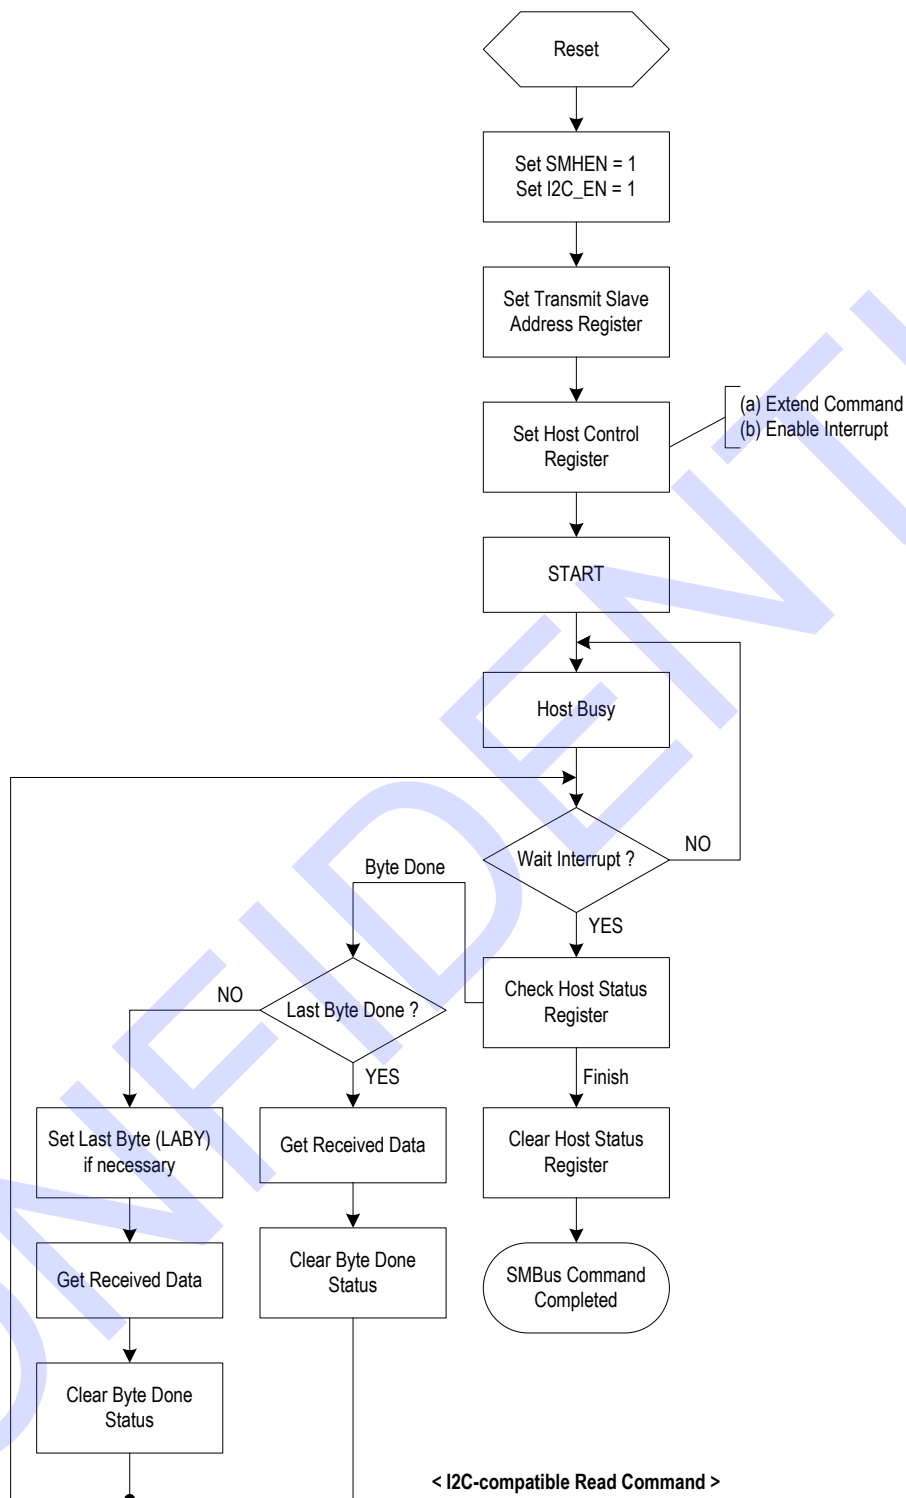 Reset
Set SMHEN = 1
Set I2C_EN = 1
Set Transmit Slave
Address Register
Set Host Control
Register
(a) Extend Command
(b) Enable Interrupt
START
Host Busy
Wait Interrupt ?
NO
YES
Byte Done
Check Host Status
Register
Last Byte Done ?
NO
YES
Finish
Set Last Byte (LABY)
if necessary
Get Received Data
Clear Host Status
Register
Get Received Data
Clear Byte Done
Status
SMBus Command
Completed
Clear Byte Done
Status
< I2C-compatible Read Command >
ONFIDENTI